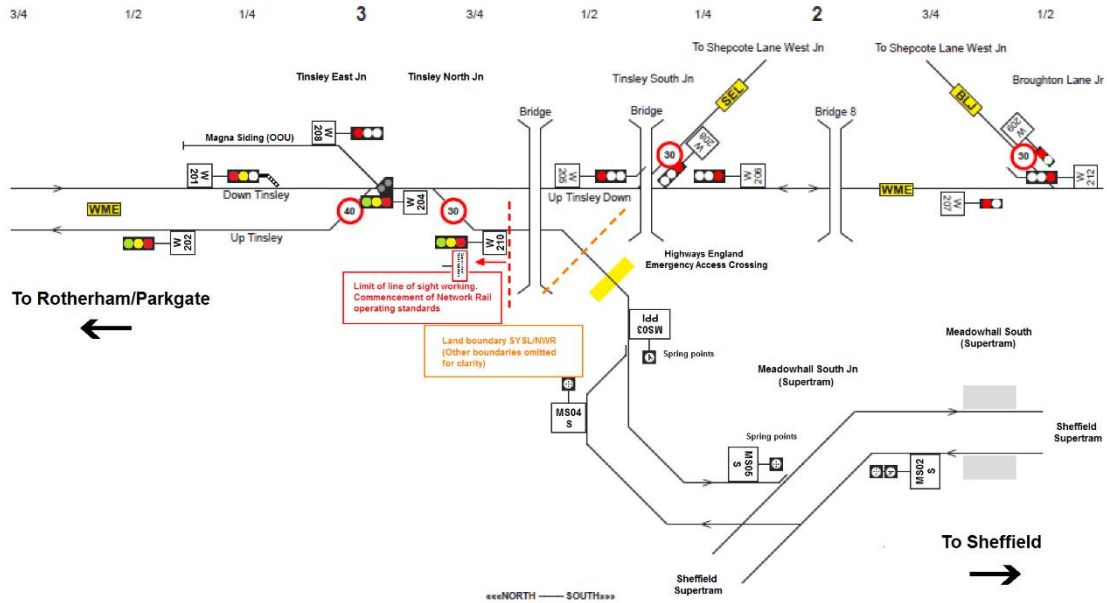 3/4 1/2 3 3/4 1/2 1/4 2 3/4 1/2
To Shepcote Lane West Jn
To Shepcote Lane West Jn
Tinsley East Jn
Tinsley North Jn
Tinsley South Jn
Broughton Lane Jn
SEL
BLJ
Bridge
Bridge
Bridge 8
W 208
Magna Siding (OOU)
W 201
Down Tinsley
W 205
Up Tinsley Down
30
W 206
W 209
30
W 212
WME
WME
W 207
40
W 204
30
Up Tinsley
W 202
W 210
Highways England
Emergency Access Crossing
To Rotherham/Parkgate
Limit of line of sight working.
Commencement of Network Rail
operating standards
Land boundary SYSL/NWR
(Other boundaries omitted
for clarity)
MS03
PPI
Spring points
MS04
S
Meadowhall South Jn
(Supertram)
Meadowhall South
(Supertram)
Spring points
MS05
S
MS02
S
Sheffield
Supertram
To Sheffield
Sheffield
Supertram
«««NORTH ------- SOUTH»»»